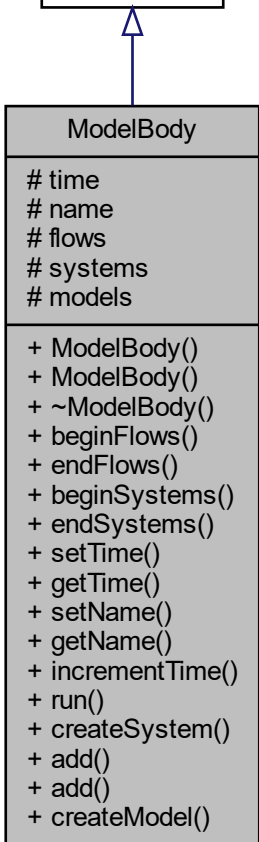 ModelBody
# time
# name
# flows
# systems
# models
+ ModelBody()
+ ModelBody()
+ ~ModelBody()
+ beginFlows()
+ endFlows()
+ beginSystems()
+ endSystems()
+ setTime()
+ getTime()
+ setName()
+ getName()
+ incrementTime()
+ run()
+ createSystem()
+ add()
+ add()
+ createModel()